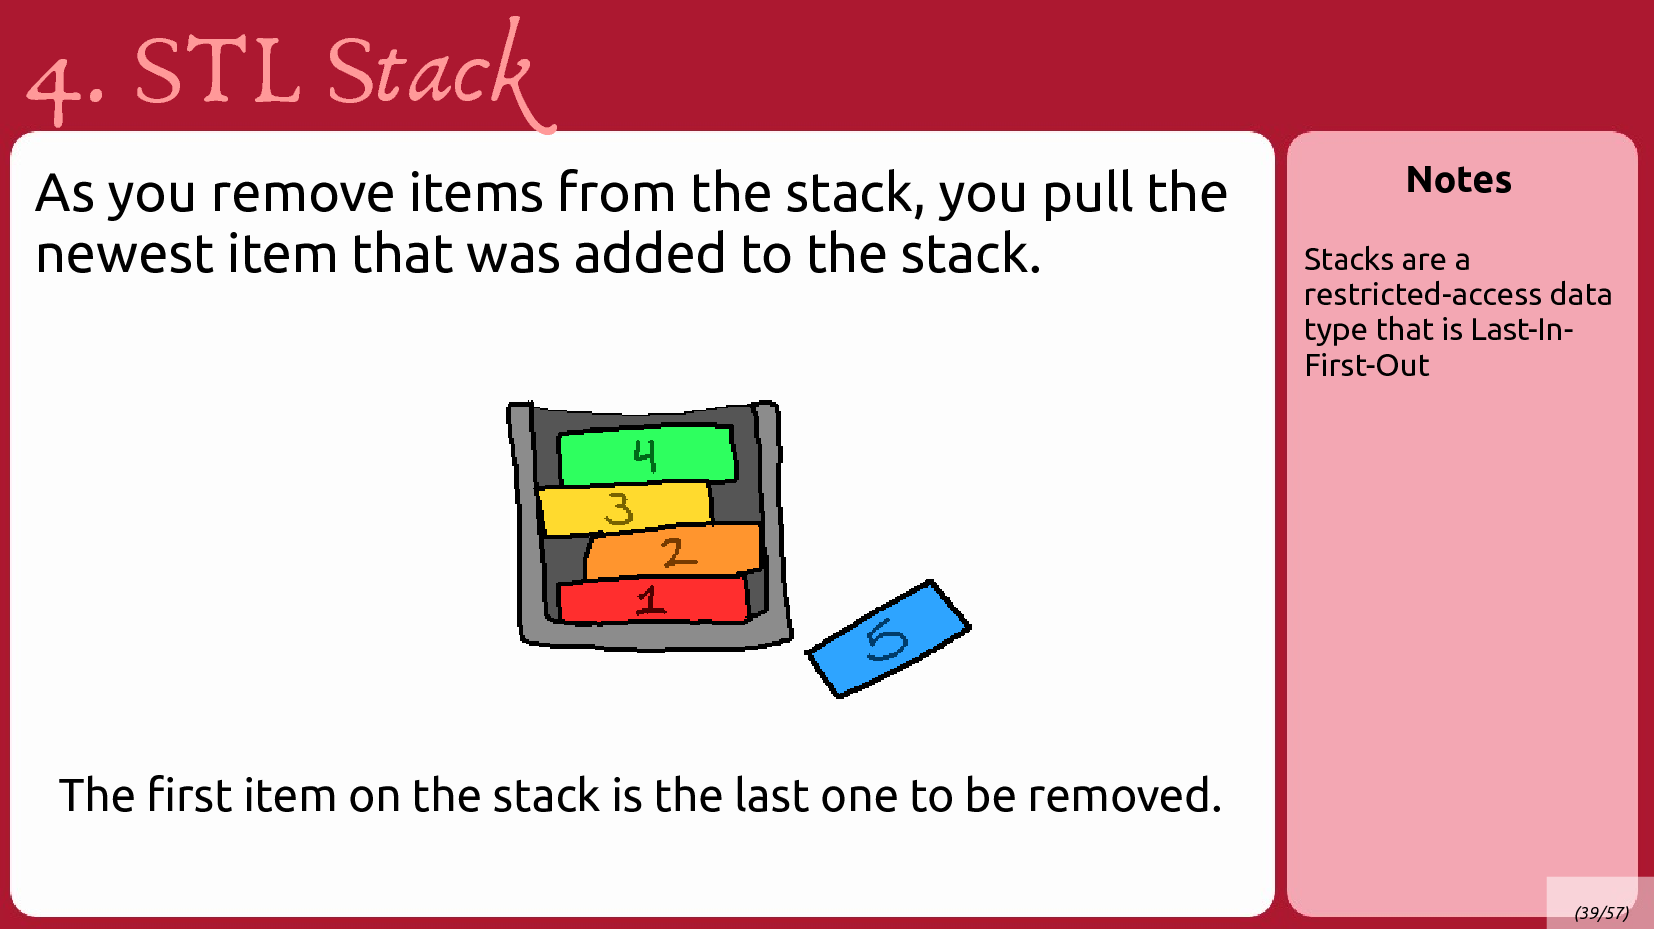 4. STL Stack
As you remove items from the stack, you pull the
newest item that was added to the stack.
4
3
2
1
5
The first item on the stack is the last one to be removed.
Notes
Stacks are a
restricted-access data
type that is Last-In-
First-Out
(39/57)